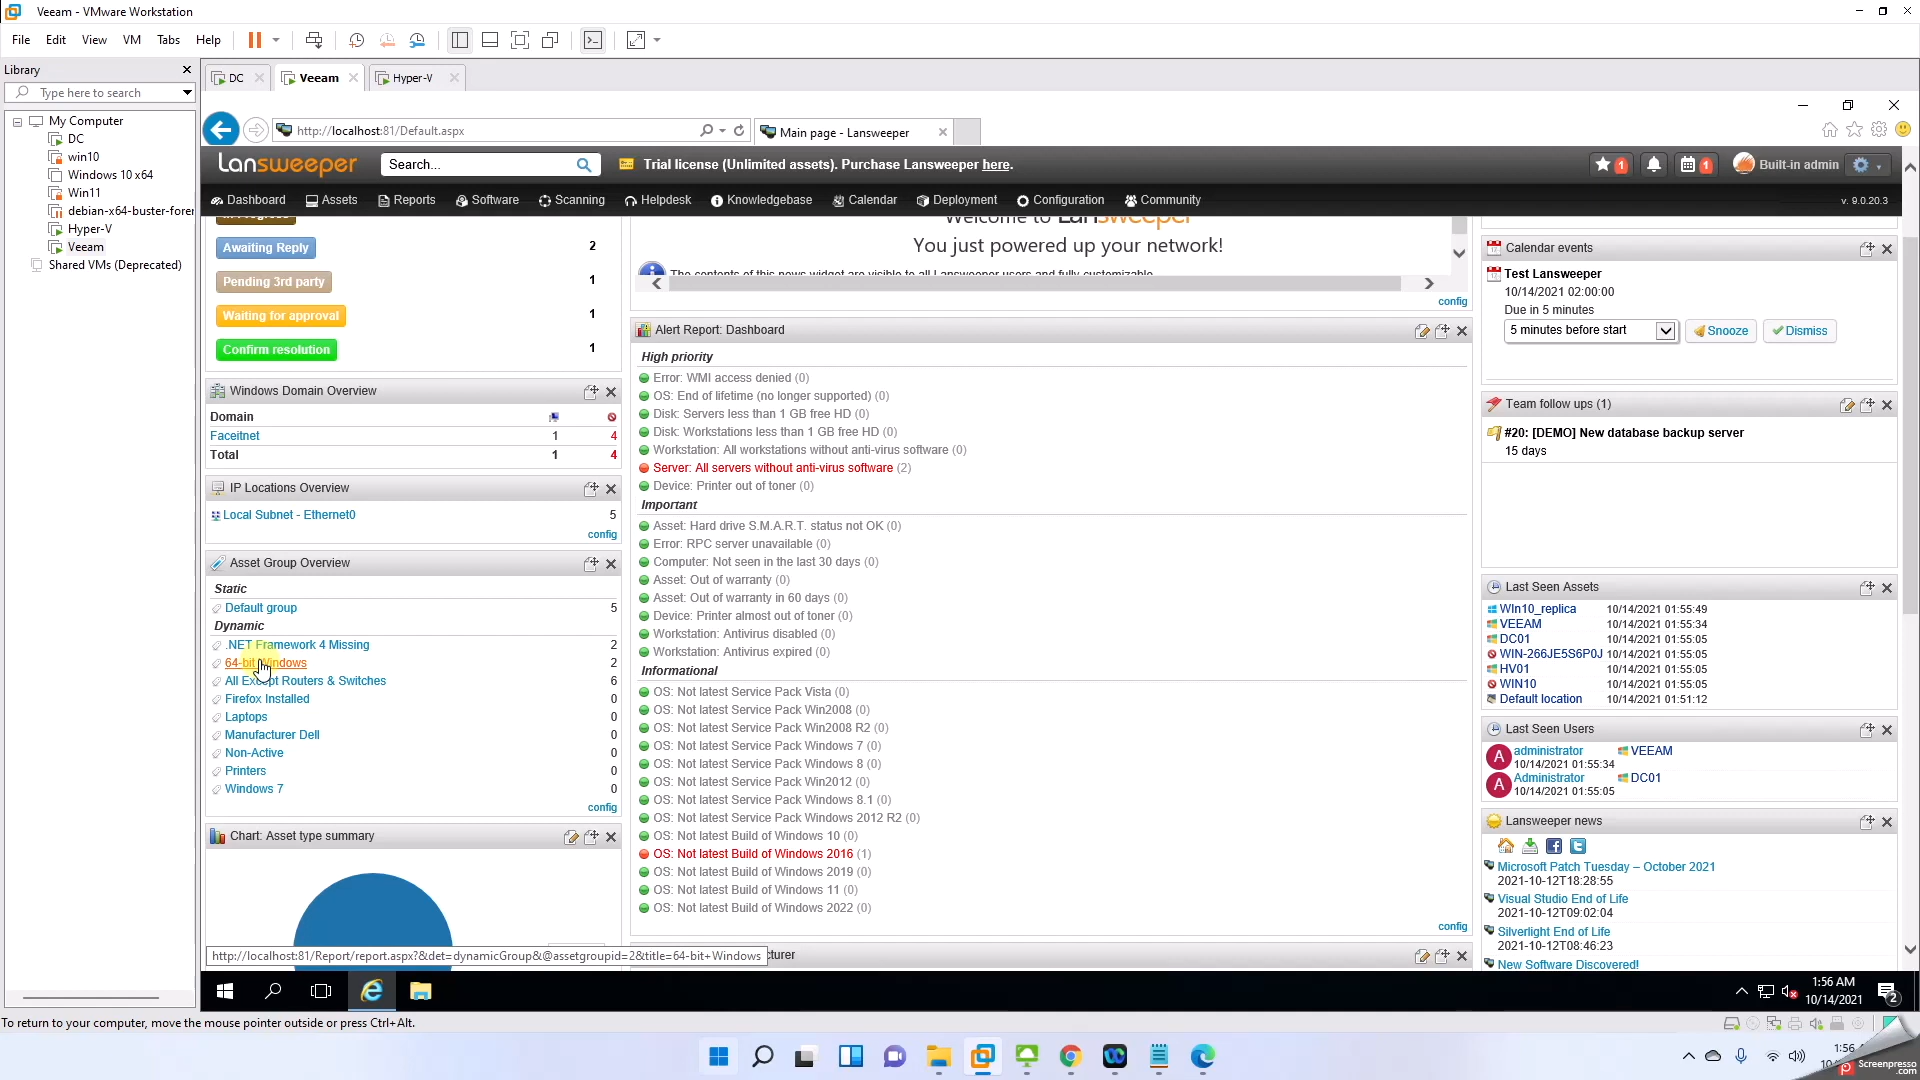 Veeam - VMware Workstation
File Edit View VM Tabs Help
Library
Type here to search
My Computer
DC
win10
Windows 10 x64
Win11
debian-x64-buster-forer
Hyper-V
Veeam
Shared VMs (Deprecated)
DC Veeam Hyper-V
http://localhost:81/Default.aspx
Main page - Lansweeper
Lansweeper
Search...
Trial license (Unlimited assets). Purchase Lansweeper here.
1
1
Built-in admin
Dashboard Assets Reports Software Scanning Helpdesk Knowledgebase Calendar Deployment Configuration Community
v. 9.0.20.3
Awaiting Reply 2
Pending 3rd party 1
Waiting for approval 1
Confirm resolution 1
Windows Domain Overview
Domain
Faceitnet 1 4
Total 1 4
IP Locations Overview
Local Subnet - Ethernet0 5
config
Asset Group Overview
Static
Default group 5
Dynamic
.NET Framework 4 Missing 2
64-bit Windows 2
All Except Routers & Switches 6
Firefox Installed 0
Laptops 0
Manufacturer Dell 0
Non-Active 0
Printers 0
Windows 7 0
config
Chart: Asset type summary
Welcome to Lansweeper
You just powered up your network!
The contents of this news widget are visible to all Lansweeper users and fully customizable.
config
Alert Report: Dashboard
High priority
Error: WMI access denied (0)
OS: End of lifetime (no longer supported) (0)
Disk: Servers less than 1 GB free HD (0)
Disk: Workstations less than 1 GB free HD (0)
Workstation: All workstations without anti-virus software (0)
Server: All servers without anti-virus software (2)
Device: Printer out of toner (0)
Important
Asset: Hard drive S.M.A.R.T. status not OK (0)
Error: RPC server unavailable (0)
Computer: Not seen in the last 30 days (0)
Asset: Out of warranty (0)
Asset: Out of warranty in 60 days (0)
Device: Printer almost out of toner (0)
Workstation: Antivirus disabled (0)
Workstation: Antivirus expired (0)
Informational
OS: Not latest Service Pack Vista (0)
OS: Not latest Service Pack Win2008 (0)
OS: Not latest Service Pack Win2008 R2 (0)
OS: Not latest Service Pack Windows 7 (0)
OS: Not latest Service Pack Windows 8 (0)
OS: Not latest Service Pack Win2012 (0)
OS: Not latest Service Pack Windows 8.1 (0)
OS: Not latest Service Pack Windows 2012 R2 (0)
OS: Not latest Build of Windows 10 (0)
OS: Not latest Build of Windows 2016 (1)
OS: Not latest Build of Windows 2019 (0)
OS: Not latest Build of Windows 11 (0)
OS: Not latest Build of Windows 2022 (0)
config
cturer
Calendar events
Test Lansweeper
10/14/2021 02:00:00
Due in 5 minutes
5 minutes before start Snooze Dismiss
Team follow ups (1)
#20: [DEMO] New database backup server
15 days
Last Seen Assets
WIn10_replica 10/14/2021 01:55:49
VEEAM 10/14/2021 01:55:34
DC01 10/14/2021 01:55:05
WIN-266JE5S6P0J 10/14/2021 01:55:05
HV01 10/14/2021 01:55:05
WIN10 10/14/2021 01:55:05
Default location 10/14/2021 01:51:12
Last Seen Users
A administrator VEEAM
10/14/2021 01:55:34
A Administrator DC01
10/14/2021 01:55:05
Lansweeper news
Microsoft Patch Tuesday – October 2021
2021-10-12T18:28:55
Visual Studio End of Life
2021-10-12T09:02:04
Silverlight End of Life
2021-10-12T08:46:23
New Software Discovered!
http://localhost:81/Report/report.aspx?&det=dynamicGroup&@assetgroupid=2&title=64-bit+Windows
1:56 AM
10/14/2021
2
To return to your computer, move the mouse pointer outside or press Ctrl+Alt.
1:56
Screenpresso
.com